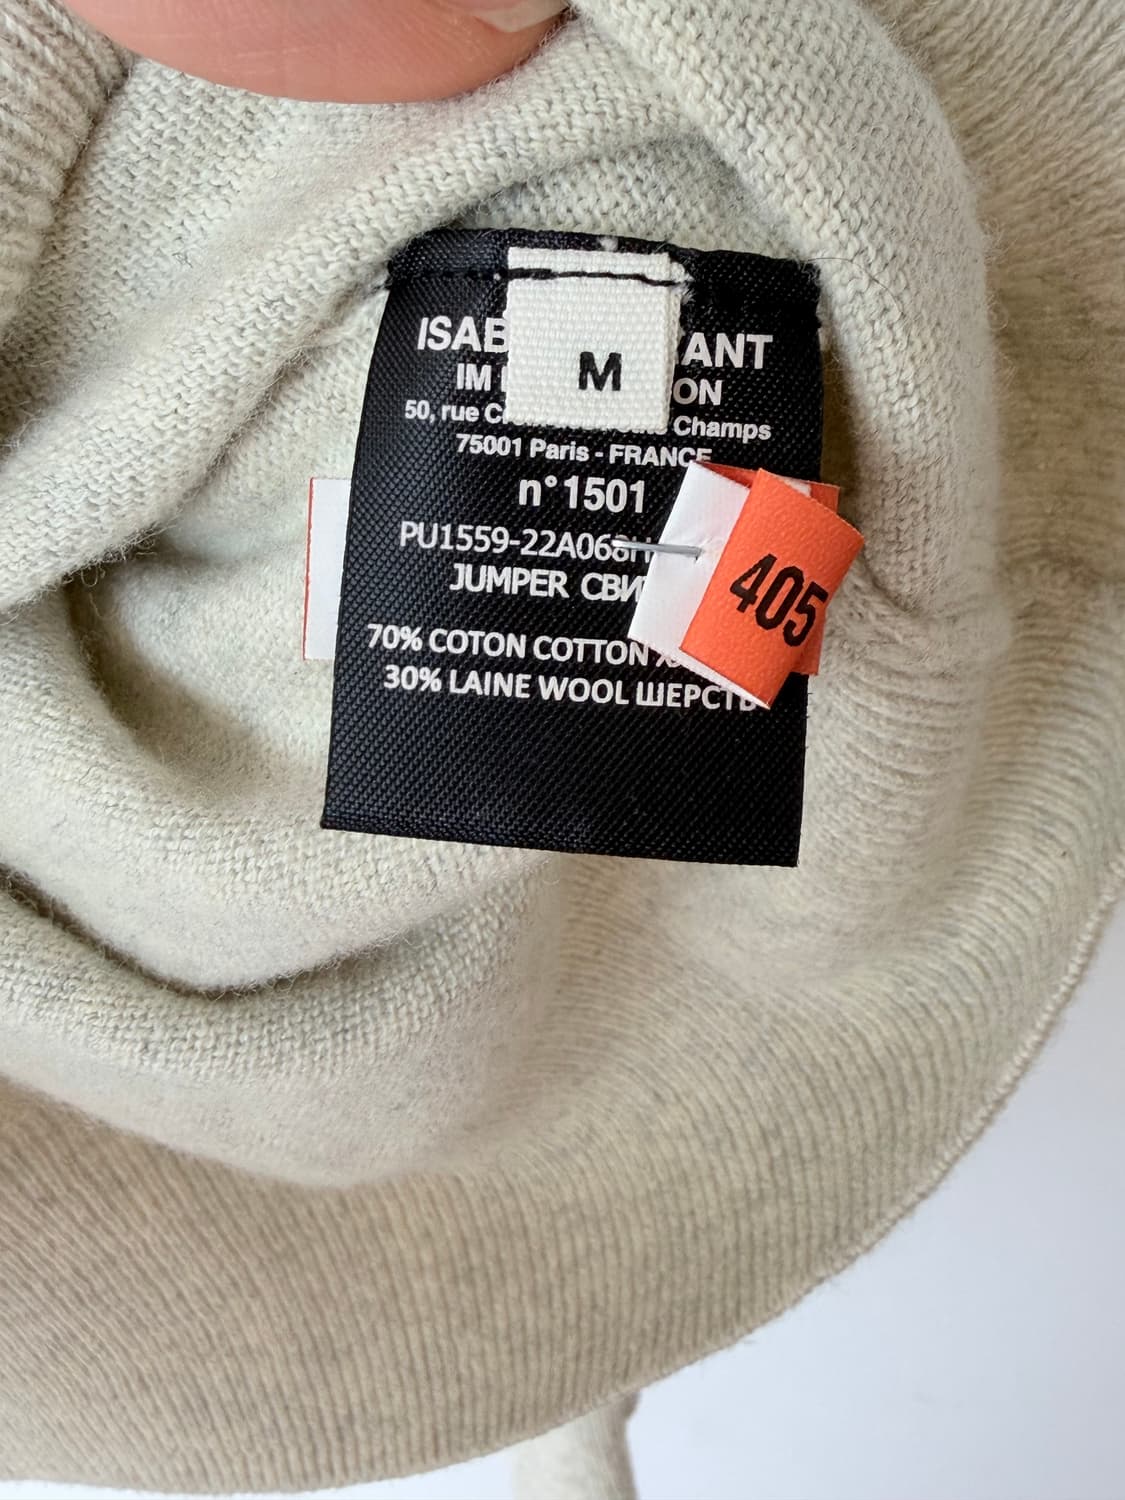 M
ISAB ANT
IM ON
50, rue Champs
75001 Paris - FRANCE
n°1501
PU1559-22A068H
JUMPER СВИ
405
70% COTON COTTON
30% LAINE WOOL ШЕРСТЬ